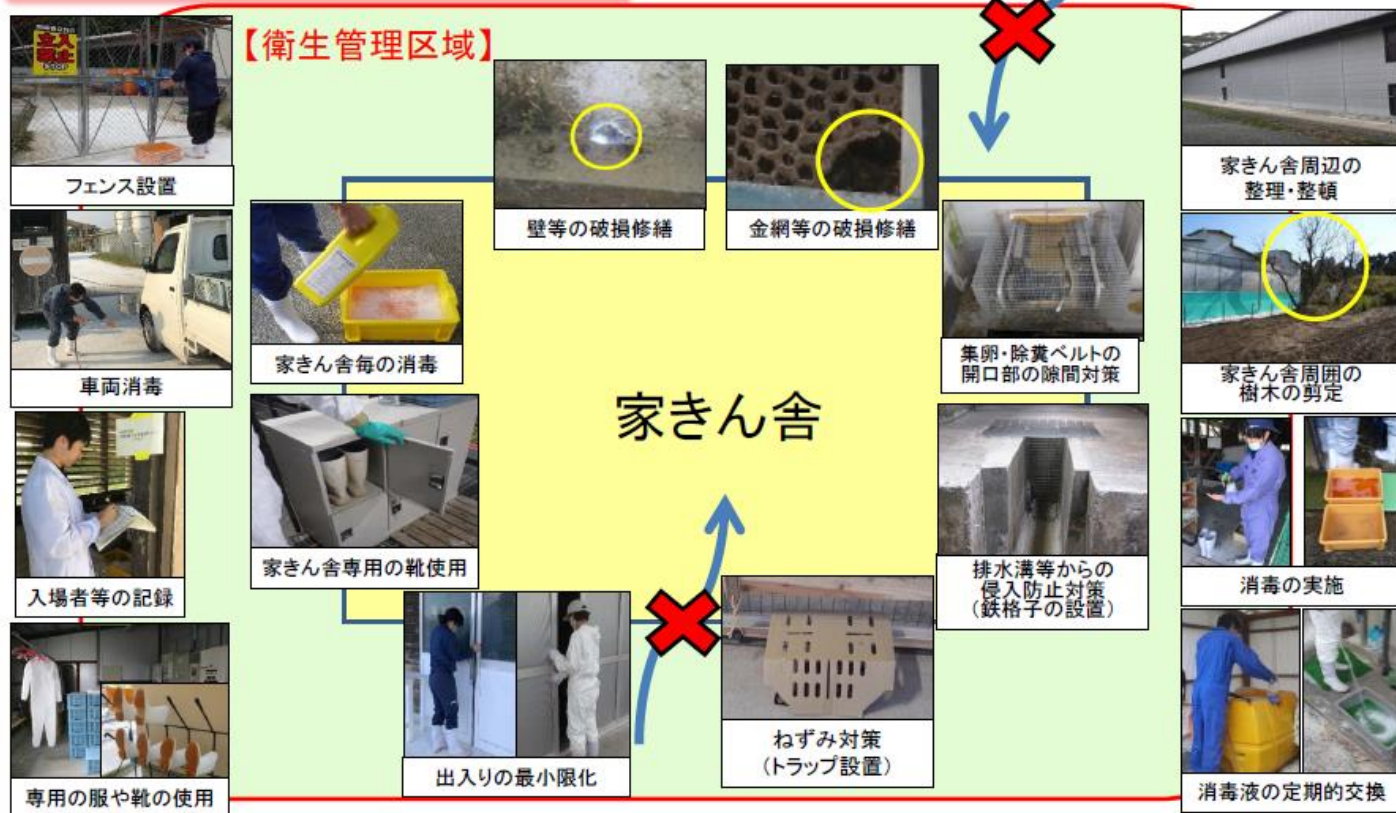 【衛生管理区域】
立入
禁止
フェンス設置
壁等の破損修繕
金網等の破損修繕
家きん舎周辺の
整理・整頓
車両消毒
家きん舎毎の消毒
集卵・除糞ベルトの
開口部の隙間対策
家きん舎周囲の
樹木の剪定
家きん舎
入場者等の記録
家きん舎専用の靴使用
排水溝等からの
侵入防止対策
(鉄格子の設置)
消毒の実施
専用の服や靴の使用
出入りの最小限化
ねずみ対策
(トラップ設置)
消毒液の定期的交換